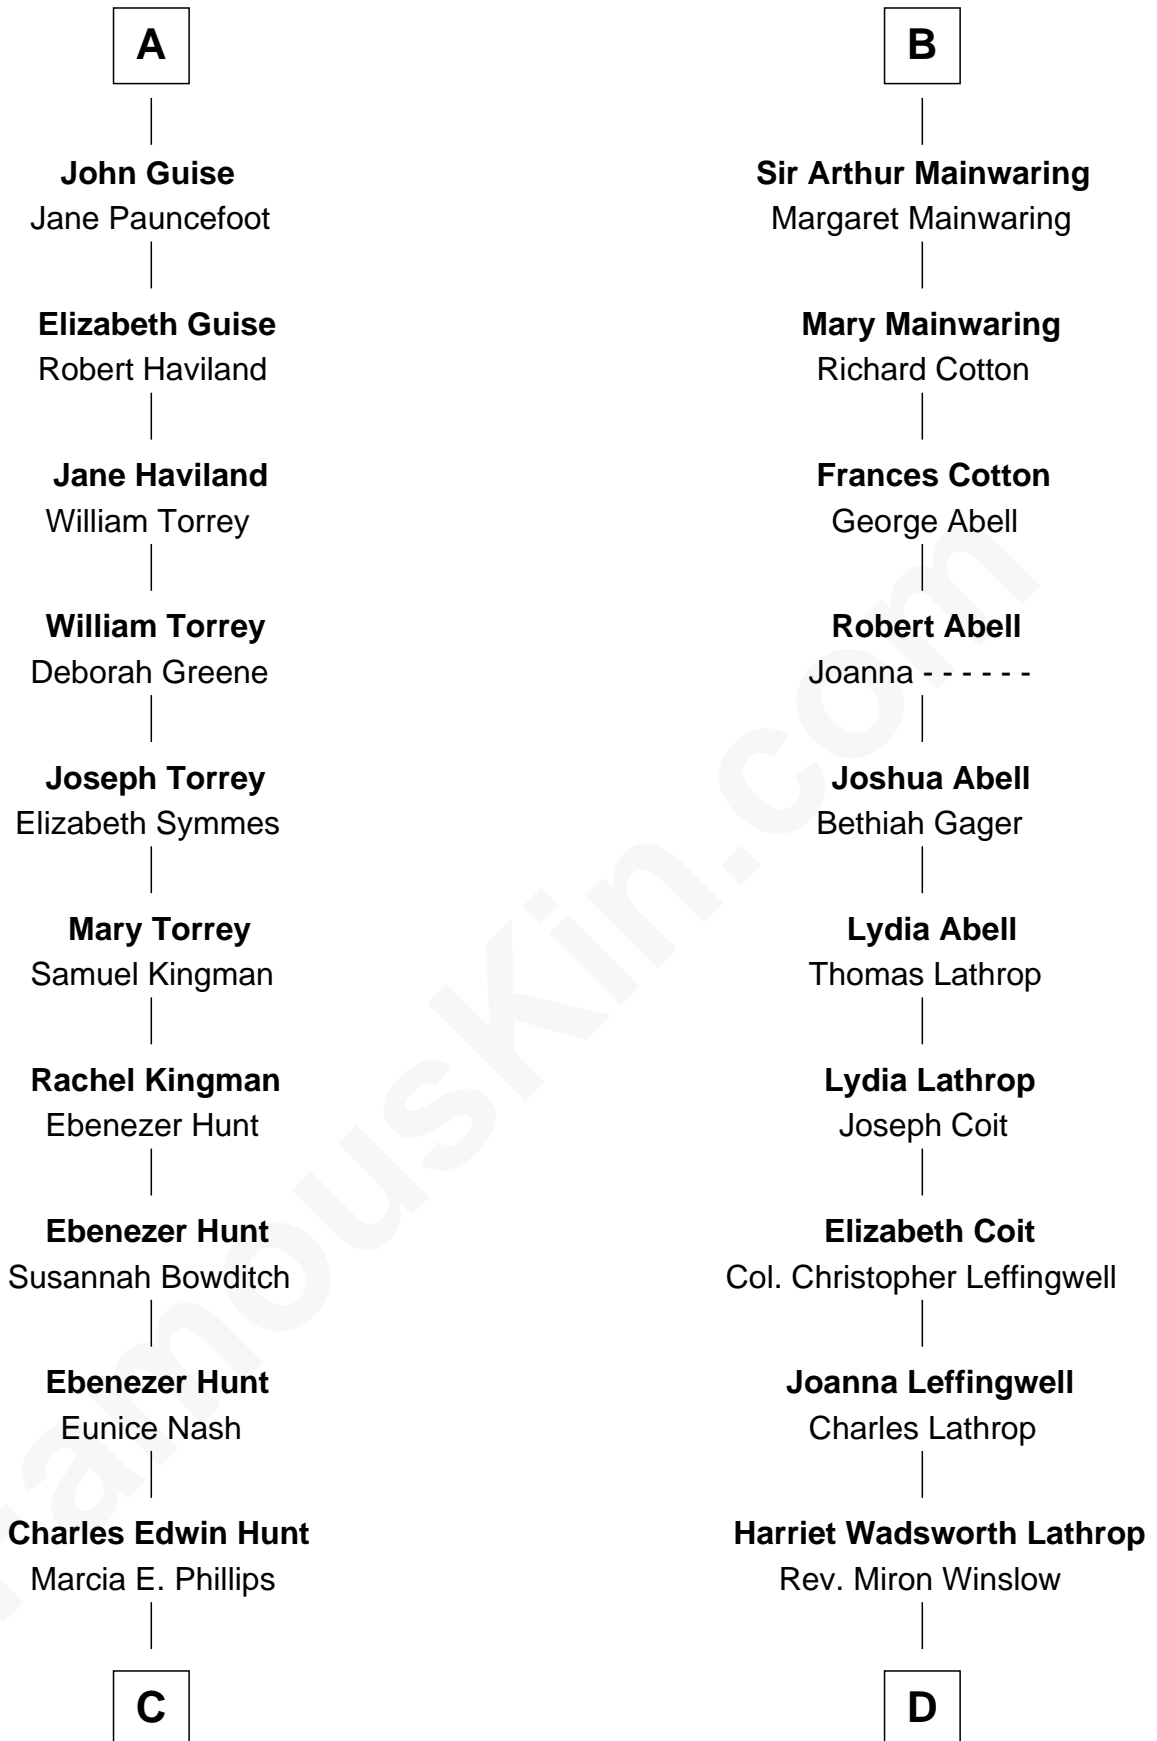 A
John Guise
Jane Pauncefoot
Elizabeth Guise
Robert Haviland
Jane Haviland
William Torrey
William Torrey
Deborah Greene
Joseph Torrey
Elizabeth Symmes
Mary Torrey
Samuel Kingman
Rachel Kingman
Ebenezer Hunt
Ebenezer Hunt
Susannah Bowditch
Ebenezer Hunt
Eunice Nash
Charles Edwin Hunt
Marcia E. Phillips
C
B
Sir Arthur Mainwaring
Margaret Mainwaring
Mary Mainwaring
Richard Cotton
Frances Cotton
George Abell
Robert Abell
Joanna - - - - - -
Joshua Abell
Bethiah Gager
Lydia Abell
Thomas Lathrop
Lydia Lathrop
Joseph Coit
Elizabeth Coit
Col. Christopher Leffingwell
Joanna Leffingwell
Charles Lathrop
Harriet Wadsworth Lathrop
Rev. Miron Winslow
D
FamousKin.com